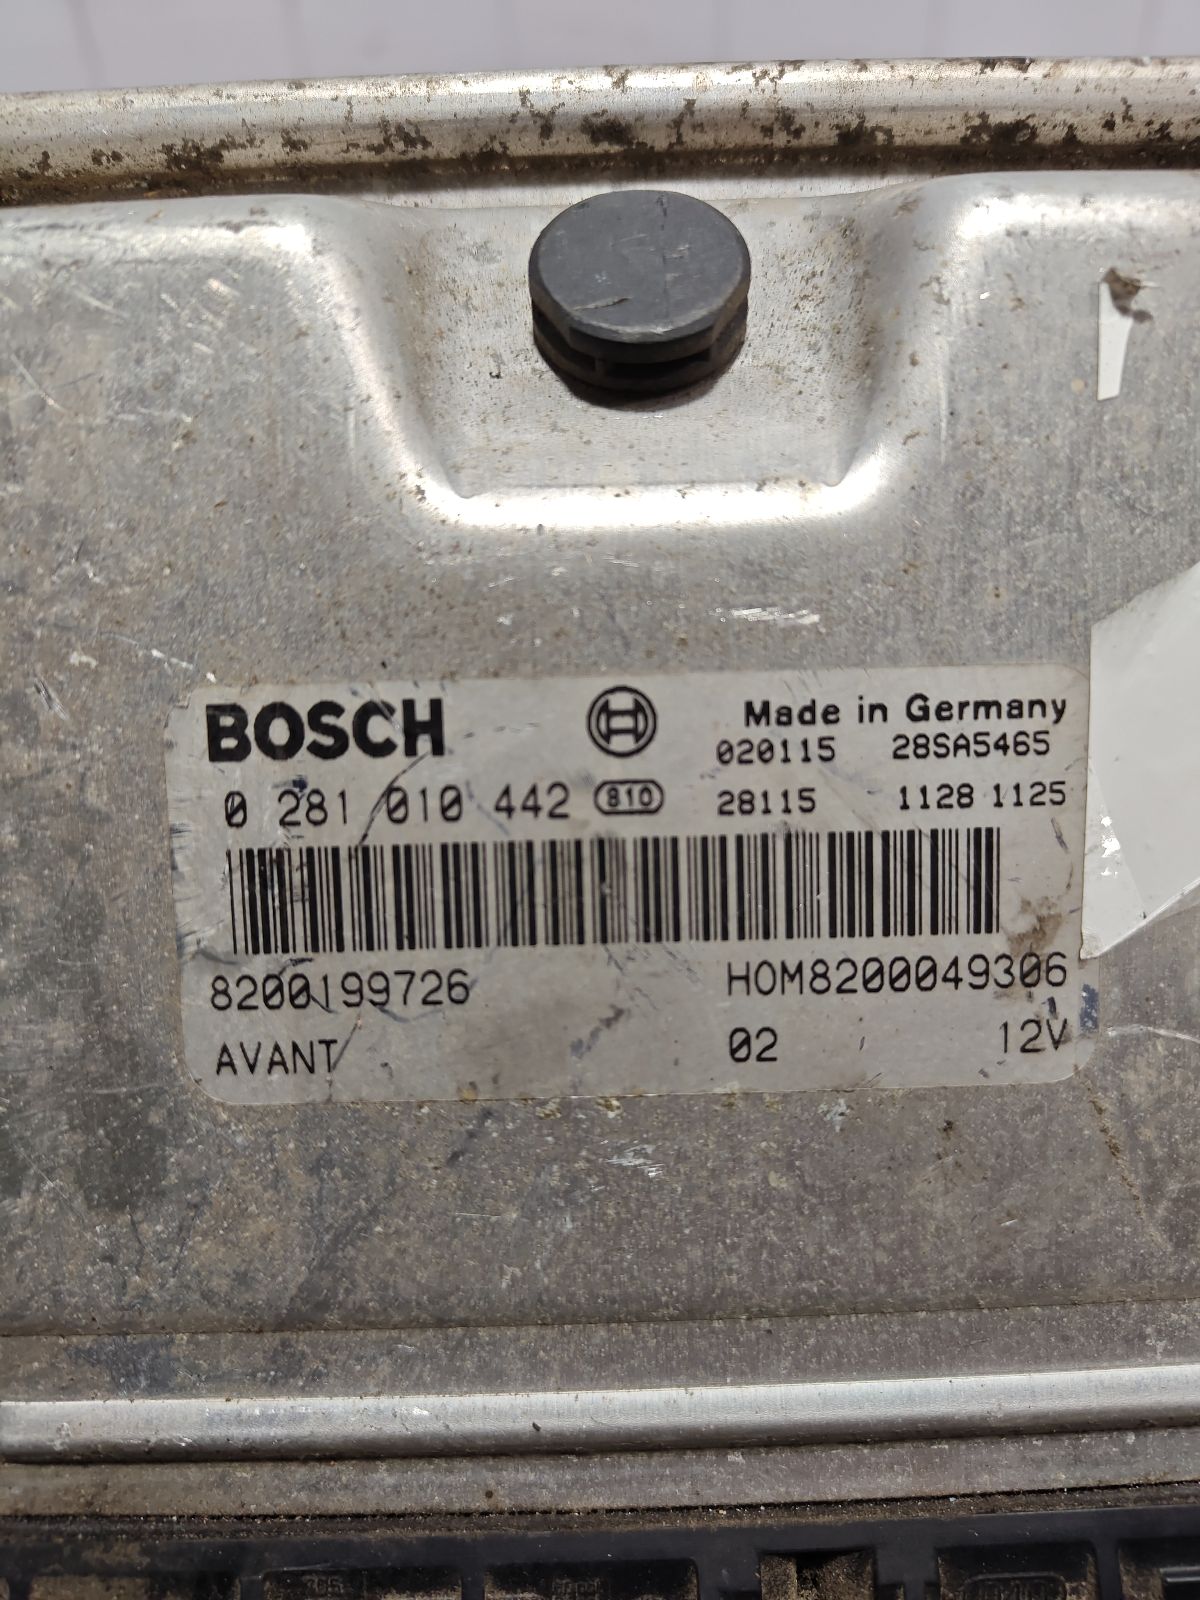 BOSCH
Made in Germany
020115 28SA5465
0 281 010 442 810 28115 1128 1125
8200199726 HOM8200049306
AVANT 02 12V